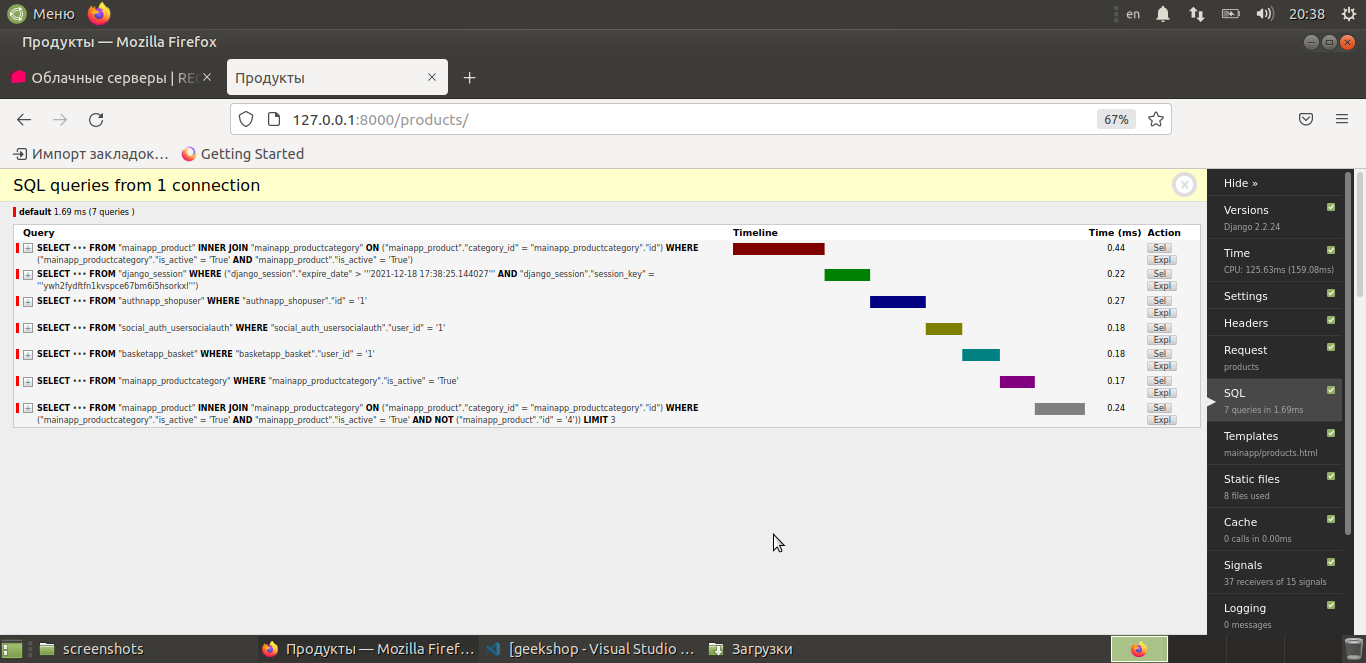 Меню
en
20:38
Продукты — Mozilla Firefox
Облачные серверы | RE
Продукты
127.0.0.1:8000/products/
67%
Импорт закладок…
Getting Started
SQL queries from 1 connection
default 1.69 ms (7 queries )
Query Timeline Time (ms) Action
SELECT ••• FROM "mainapp_product" INNER JOIN "mainapp_productcategory" ON ("mainapp_product"."category_id" = "mainapp_productcategory"."id") WHERE
("mainapp_productcategory"."is_active" = 'True' AND "mainapp_product"."is_active" = 'True')
0.44 Sel
Expl
SELECT ••• FROM "django_session" WHERE ("django_session"."expire_date" > '''2021-12-18 17:38:25.144027''' AND "django_session"."session_key" =
'''ywh2fydftfn1kvspce67bm6i5hsorkxl''')
0.22 Sel
Expl
SELECT ••• FROM "authnapp_shopuser" WHERE "authnapp_shopuser"."id" = '1'
0.27 Sel
Expl
SELECT ••• FROM "social_auth_usersocialauth" WHERE "social_auth_usersocialauth"."user_id" = '1'
0.18 Sel
Expl
SELECT ••• FROM "basketapp_basket" WHERE "basketapp_basket"."user_id" = '1'
0.18 Sel
Expl
SELECT ••• FROM "mainapp_productcategory" WHERE "mainapp_productcategory"."is_active" = 'True'
0.17 Sel
Expl
SELECT ••• FROM "mainapp_product" INNER JOIN "mainapp_productcategory" ON ("mainapp_product"."category_id" = "mainapp_productcategory"."id") WHERE
("mainapp_productcategory"."is_active" = 'True' AND "mainapp_product"."is_active" = 'True' AND NOT ("mainapp_product"."id" = '4')) LIMIT 3
0.24 Sel
Expl
Hide »
Versions
Django 2.2.24
Time
CPU: 125.63ms (159.08ms)
Settings
Headers
Request
products
SQL
7 queries in 1.69ms
Templates
mainapp/products.html
Static files
8 files used
Cache
0 calls in 0.00ms
Signals
37 receivers of 15 signals
Logging
0 messages
screenshots
Продукты — Mozilla Firef…
[geekshop - Visual Studio …
Загрузки